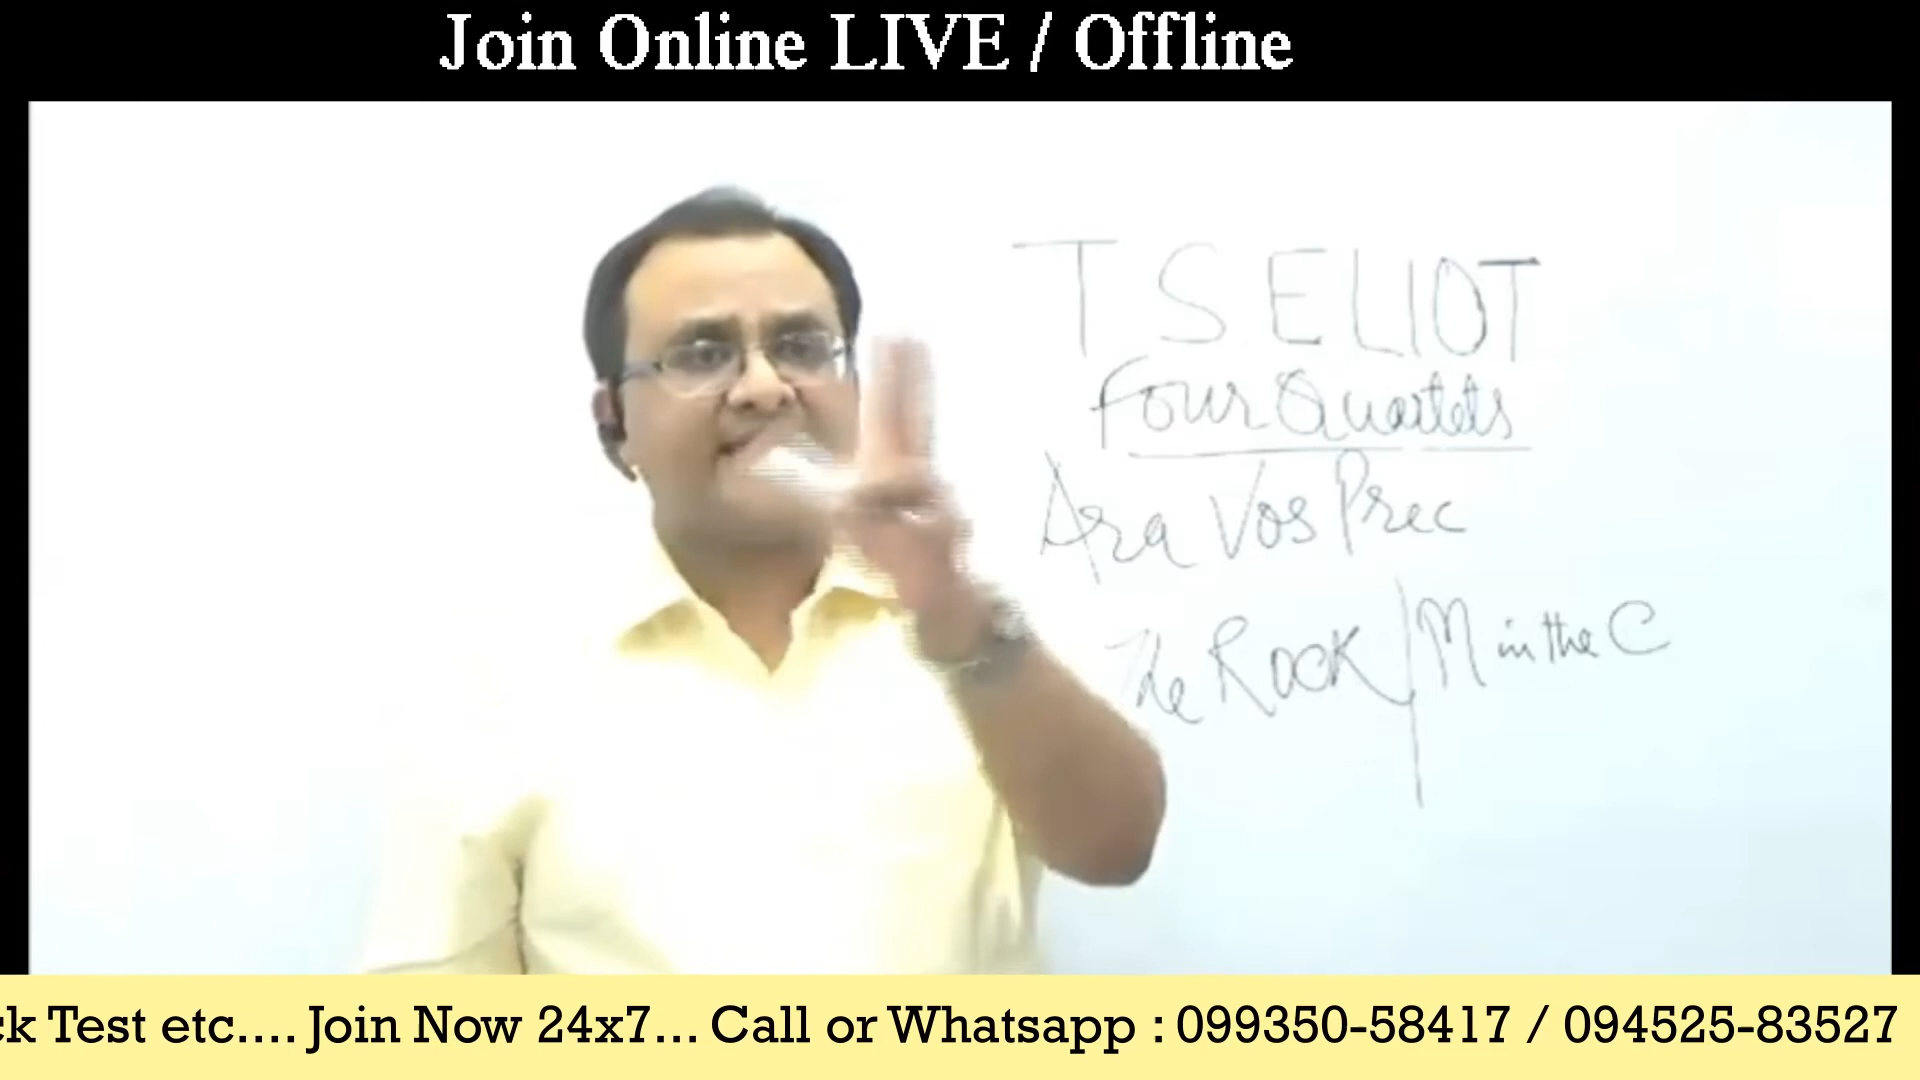 Join Online LIVE / Offline
T S ELIOT
Four Quartets
Ara Vos Prec
The Rock / M in the C
ck Test etc.... Join Now 24x7... Call or Whatsapp : 099350-58417 / 094525-83527